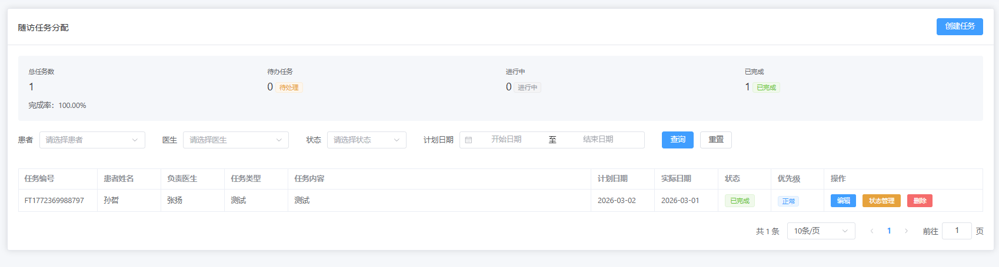 随访任务分配 创建任务
总任务数 待办任务 进行中 已完成
1 0 待处理 0 进行中 1 已完成
完成率：100.00%
患者 请选择患者 医生 请选择医生 状态 请选择状态 计划日期 开始日期 至 结束日期 查询 重置
任务编号 患者姓名 负责医生 任务类型 任务内容 计划日期 实际日期 状态 优先级 操作
FT1772369988797 孙哲 张扬 测试 测试 2026-03-02 2026-03-01 已完成 正常 编辑 状态管理 删除
共 1 条 10条/页 1 前往 1 页